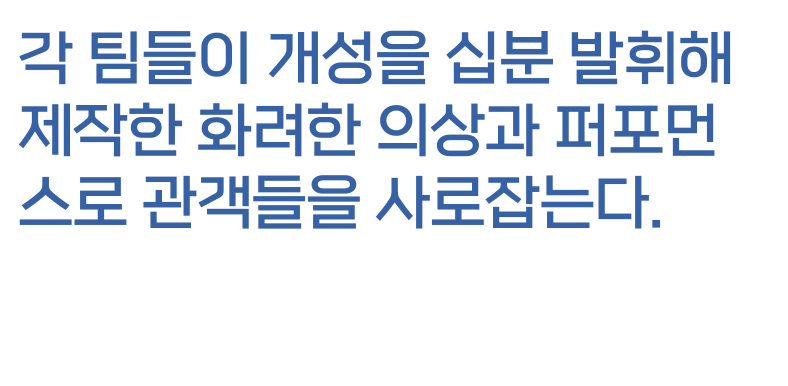 각 팀들이 개성을 십분 발휘해
제작한 화려한 의상과 퍼포먼
스로 관객들을 사로잡는다.